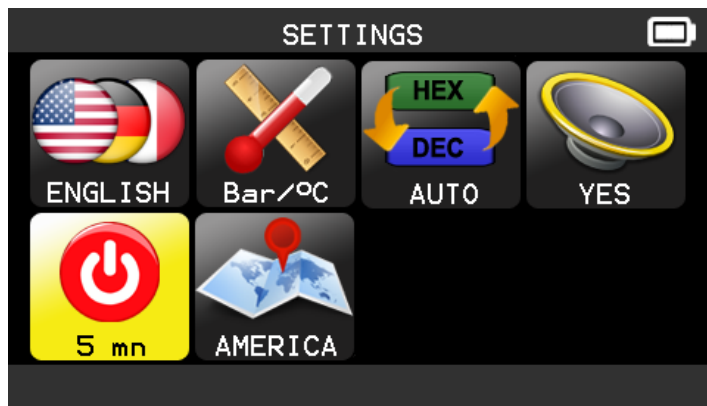 SETTINGS
ENGLISH
Bar/ºC
HEX
DEC
AUTO
YES
5 mn
AMERICA